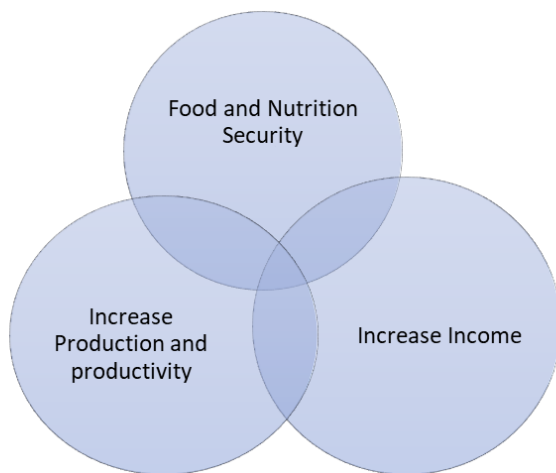 Food and Nutrition
Security
Increase
Production and
productivity
Increase Income